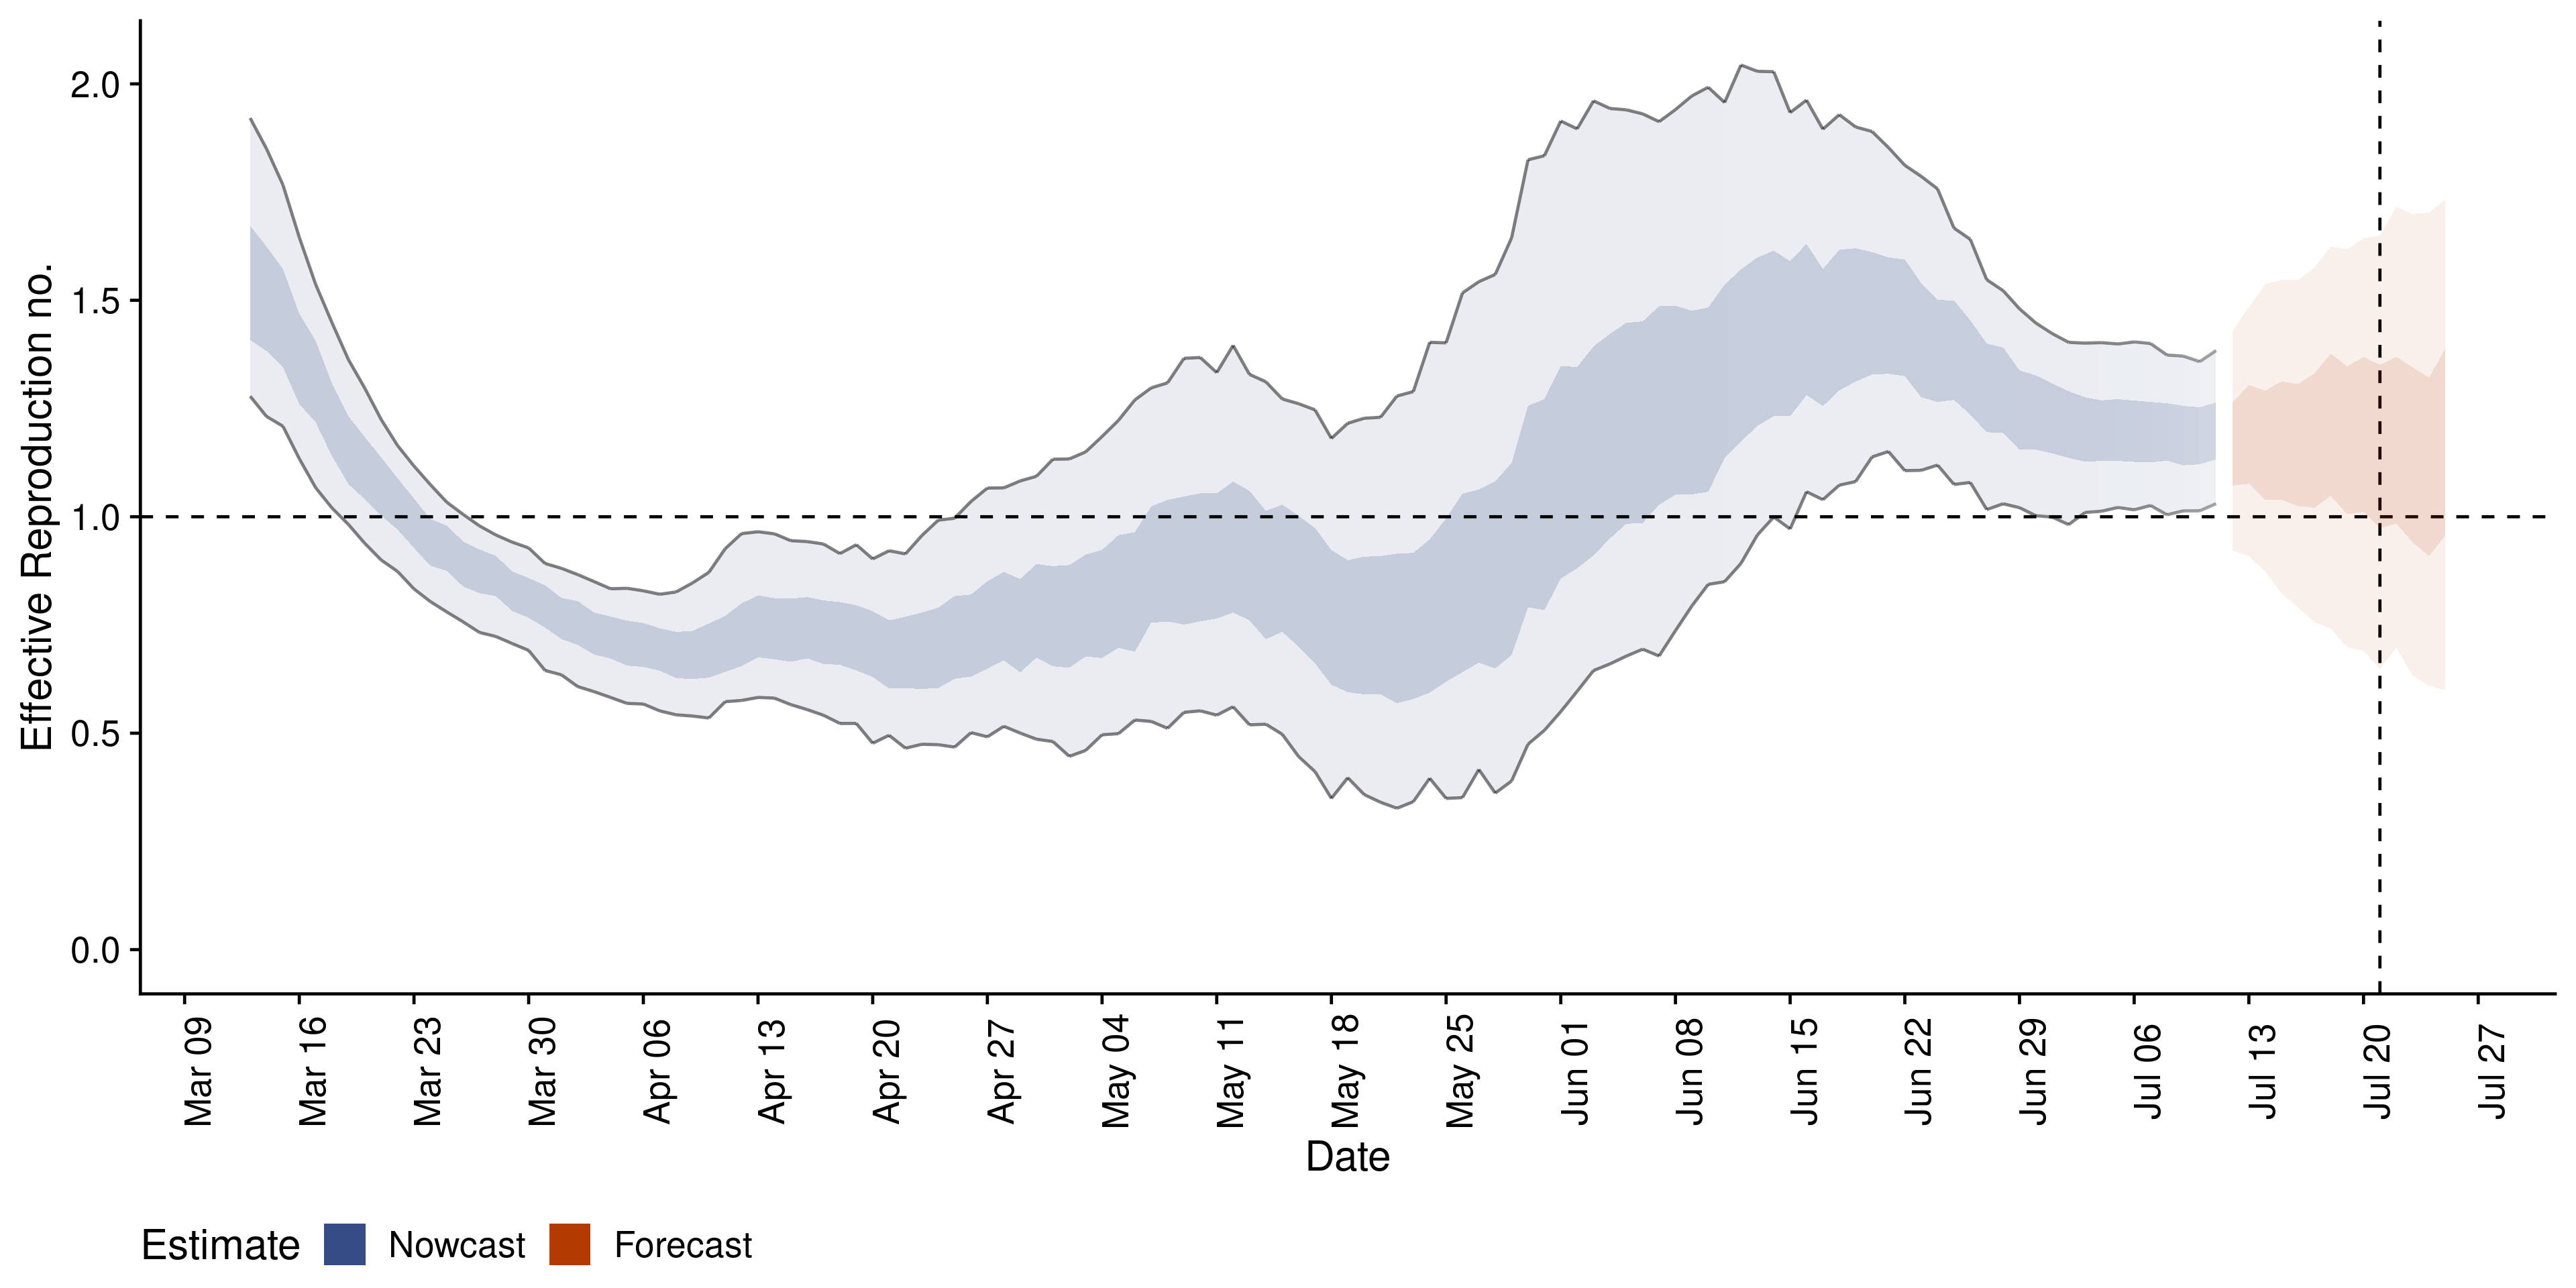 Effective Reproduction no.
2.0
1.5
1.0
0.5
0.0
Mar 09
Mar 16
Mar 23
Mar 30
Apr 06
Apr 13
Apr 20
Apr 27
May 04
May 11
May 18
May 25
Jun 01
Jun 08
Jun 15
Jun 22
Jun 29
Jul 06
Jul 13
Jul 20
Jul 27
Date
Estimate Nowcast Forecast